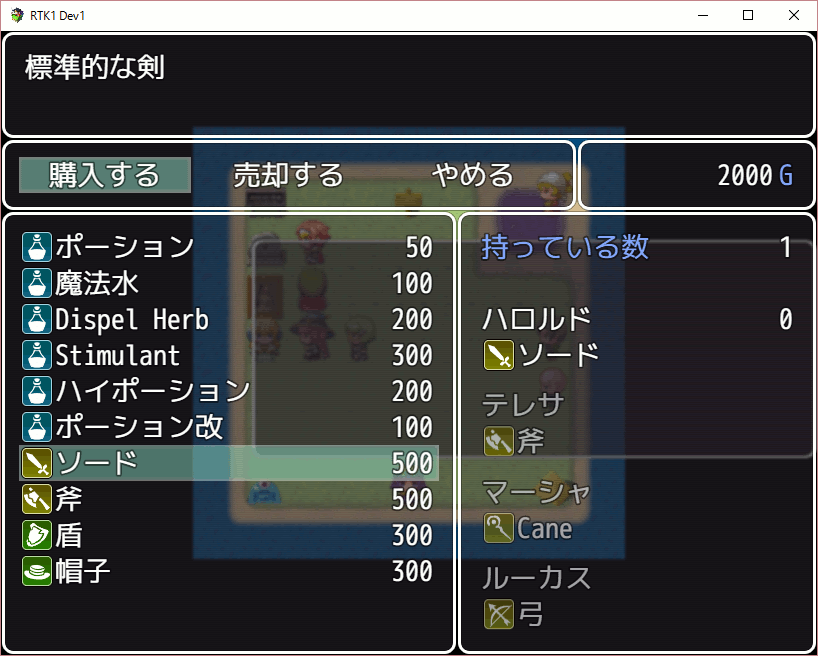 RTK1 Dev1
標準的な剣
購入する 売却する やめる 2000 G
ポーション 50
魔法水 100
Dispel Herb 200
Stimulant 300
ハイポーション 200
ポーション改 100
ソード 500
斧 500
盾 300
帽子 300
持っている数 1
ハロルド 0
ソード
テレサ
斧
マーシャ
Cane
ルーカス
弓